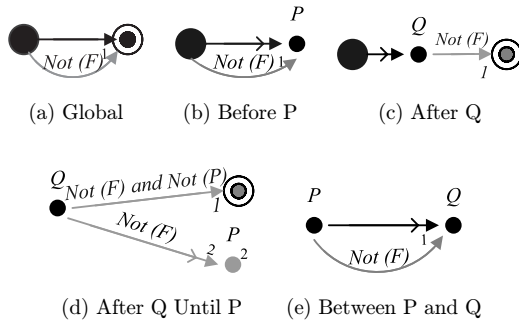 P
Q
1
Not (F)
Not (F)
1
Not (F)
1
(a) Global
(b) Before P
(c) After Q
Q
Not (F) and Not (P)
1
P
Q
Not (F)
2
P
2
1
Not (F)
(d) After Q Until P
(e) Between P and Q